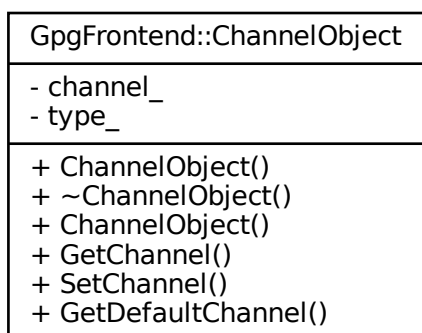 GpgFrontend::ChannelObject
- channel_
- type_
+ ChannelObject()
+ ~ChannelObject()
+ ChannelObject()
+ GetChannel()
+ SetChannel()
+ GetDefaultChannel()